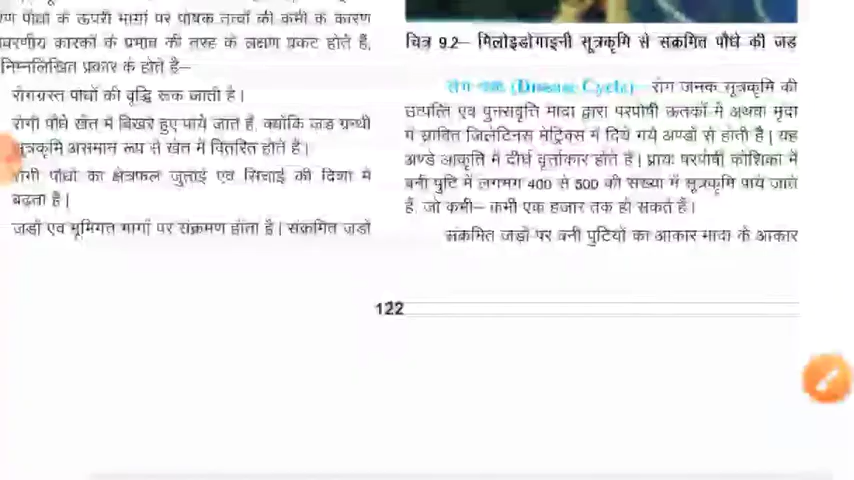 पौधों के ऊपरी भागों पर पोषक तत्वों की कमी के कारण
कारकों के प्रभाव की तरह के लक्षण प्रकट होते हैं,
निम्नलिखित प्रकार के होते है–
रोगग्रस्त पौधों की वृद्धि रूक जाती है।
रोगी पौधे खेत में बिखरे हुए पाये जाते हैं, क्योंकि जड़ ग्रन्थी
सूत्रकृमि असमान रूप से खेत में वितरित होते हैं।
रोगी पौधों का क्षेत्रफल जुताई एवं सिंचाई की दिशा में
बढ़ता है।
जड़ों एवं भूमिगत भागों पर संक्रमण होता है। संक्रमित जड़ों
चित्र 9.2– मिलोइडोगाइनी सूत्रकृमि से संक्रमित पौधे की जड़
रोग चक्र (Disease Cycle)– रोग जनक सूत्रकृमि की
उत्पत्ति एवं पुनरावृत्ति मादा द्वारा परपोषी ऊतकों में अथवा मृदा
में स्रावित जिलेटिनस मेट्रिक्स में दिये गये अण्डों से होती है। यह
अण्डे आकृति में दीर्घ वृत्ताकार होते हैं। प्रायः परपोषी कोशिका में
बनी पुटि में लगभग 400 से 500 की संख्या में सूत्रकृमि पाये जाते
हैं, जो कभी– कभी एक हजार तक हो सकते हैं।
संक्रमित जड़ों पर बनी पुटियों का आकार मादा के आकार
122